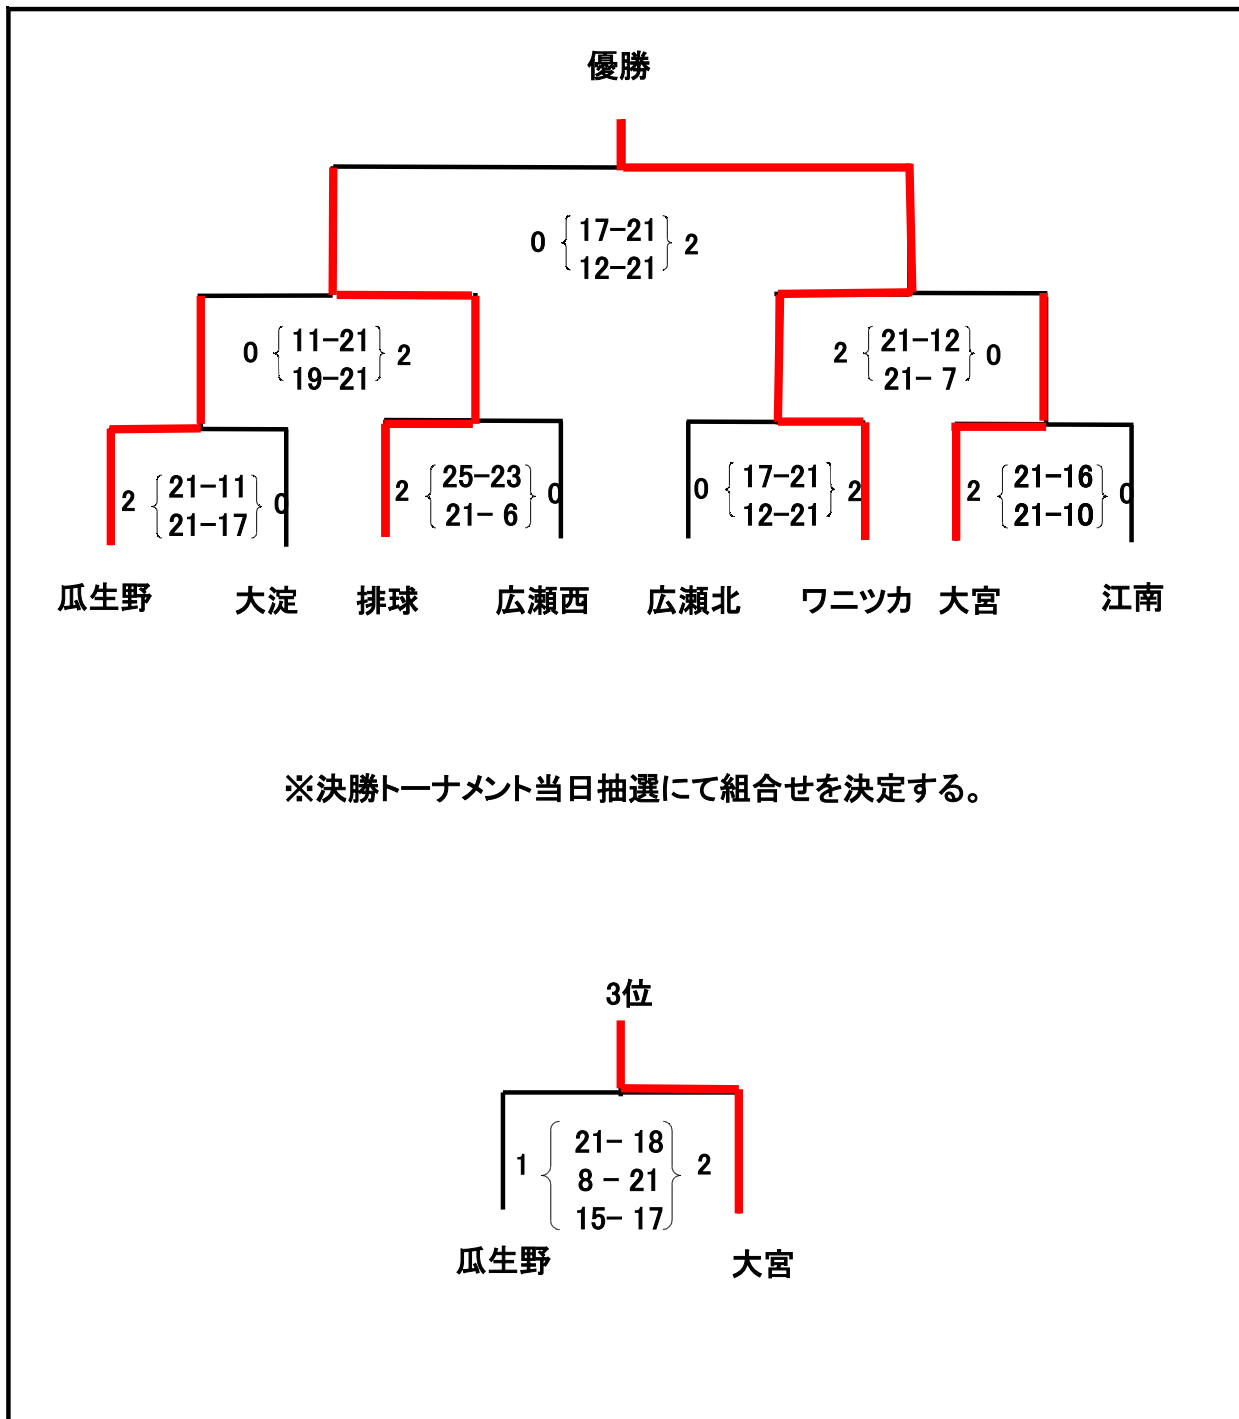 優勝
0 17-21 2
12-21
0 11-21 2
19-21
2 21-12 0
21- 7
2 21-11 0
21-17
2 25-23 0
21- 6
0 17-21 2
12-21
2 21-16 0
21-10
瓜生野 大淀 排球 広瀬西 広瀬北 ワニツカ 大宮 江南
※決勝トーナメント当日抽選にて組合せを決定する。
3位
21- 18
1 8 - 21 2
15- 17
瓜生野 大宮